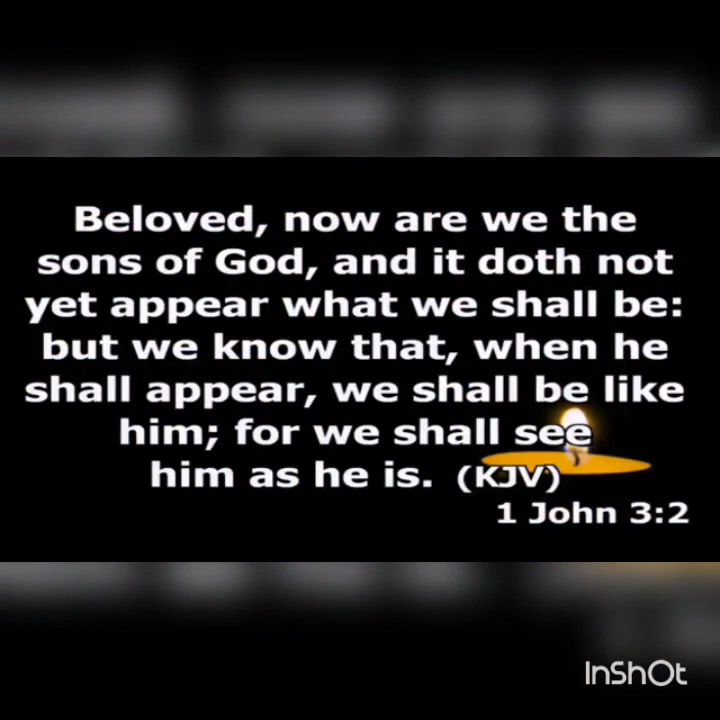 Beloved, now are we the
sons of God, and it doth not
yet appear what we shall be:
but we know that, when he
shall appear, we shall be like
him; for we shall see
him as he is. (KJV)
1 John 3:2
InShOt